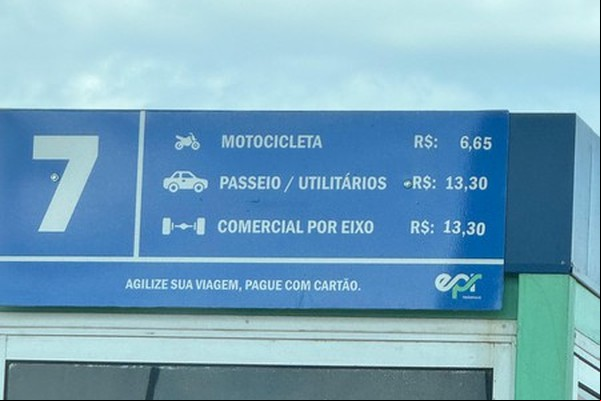 7
MOTOCICLETA R$: 6,65
PASSEIO / UTILITÁRIOS R$: 13,30
COMERCIAL POR EIXO R$: 13,30
AGILIZE SUA VIAGEM, PAGUE COM CARTÃO.
epr